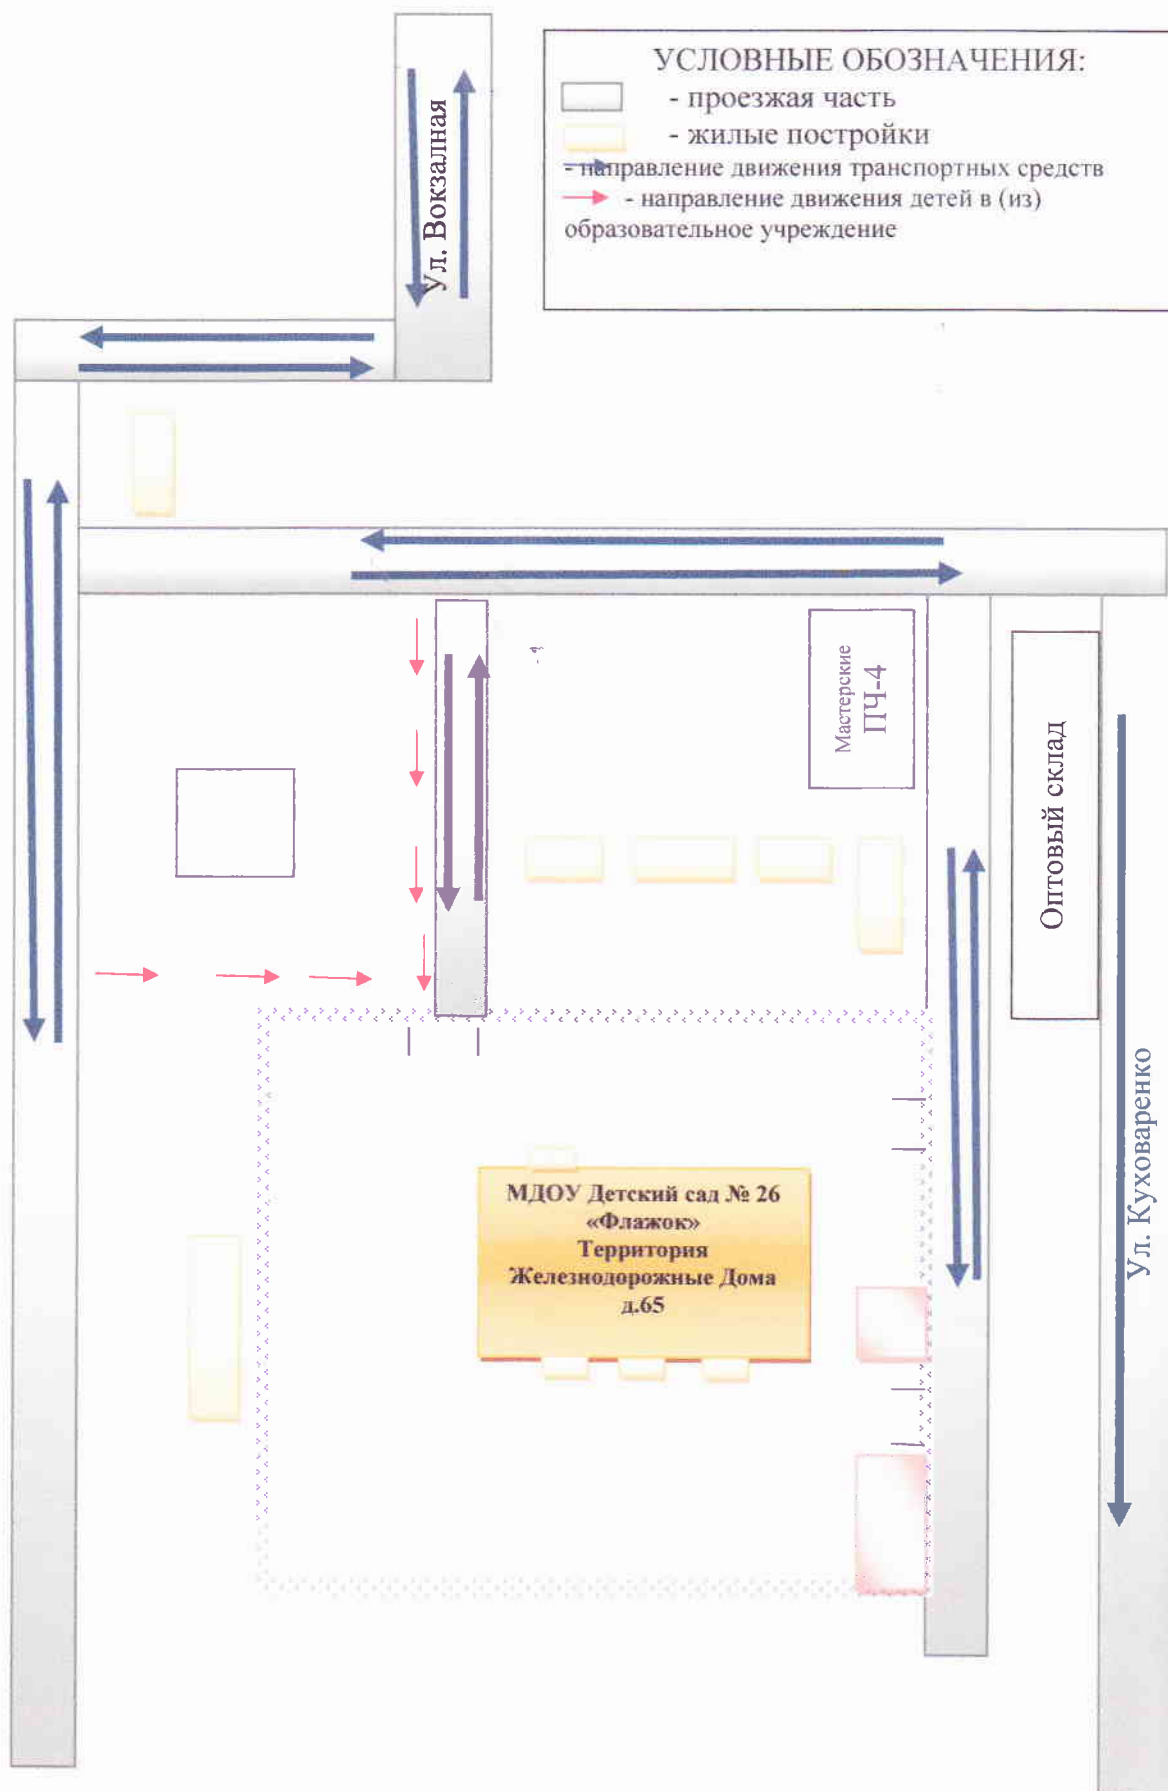 УСЛОВНЫЕ ОБОЗНАЧЕНИЯ:
- проезжая часть
- жилые постройки
- направление движения транспортных средств
- направление движения детей в (из)
образовательное учреждение
Ул. Вокзалная
Мастерские
ПЧ-4
Оптовый склад
Ул. Куховаренко
МДОУ Детский сад № 26
«Флажок»
Территория
Железнодорожные Дома
д.65